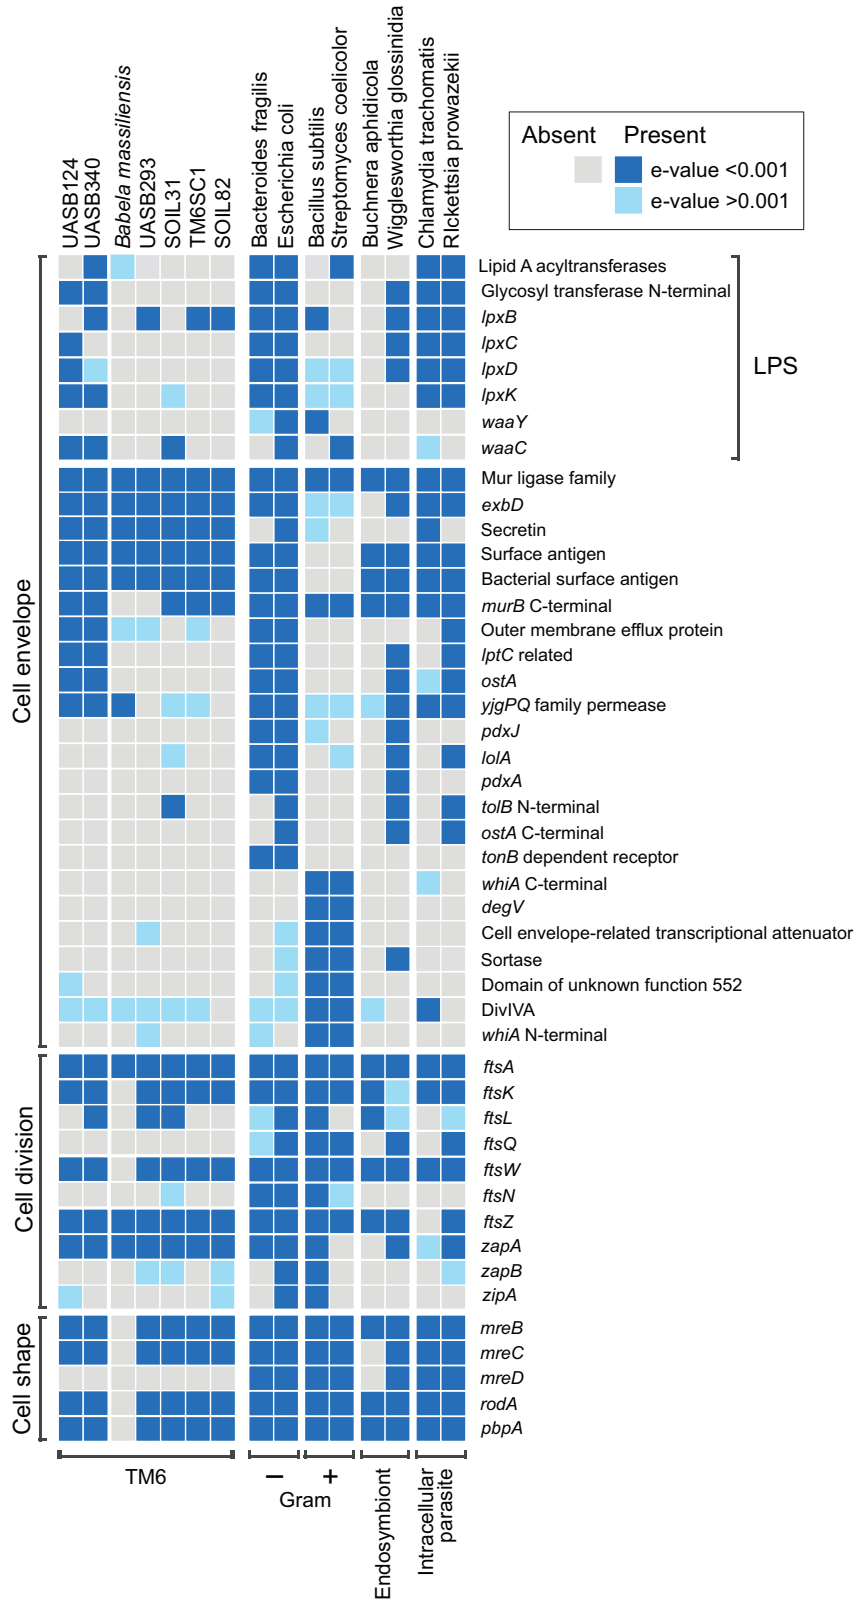 UASB124
UASB340
Babela massiliensis
UASB293
SOIL31
TM6SC1
SOIL82
Bacteroides fragilis
Escherichia coli
Bacillus subtilis
Streptomyces coelicolor
Buchnera aphidicola
Wigglesworthia glossinidia
Chlamydia trachomatis
RIckettsia prowazekii
Absent Present
e-value <0.001
e-value >0.001
Lipid A acyltransferases
Glycosyl transferase N-terminal
lpxB
lpxC
lpxD
lpxK
waaY
waaC
LPS
Cell envelope
Mur ligase family
exbD
Secretin
Surface antigen
Bacterial surface antigen
murB C-terminal
Outer membrane efflux protein
lptC related
ostA
yjgPQ family permease
pdxJ
lolA
pdxA
tolB N-terminal
ostA C-terminal
tonB dependent receptor
whiA C-terminal
degV
Cell envelope-related transcriptional attenuator
Sortase
Domain of unknown function 552
DivIVA
whiA N-terminal
Cell division
ftsA
ftsK
ftsL
ftsQ
ftsW
ftsN
ftsZ
zapA
zapB
zipA
Cell shape
mreB
mreC
mreD
rodA
pbpA
TM6
− +
Gram
Endosymbiont
Intracellular
parasite